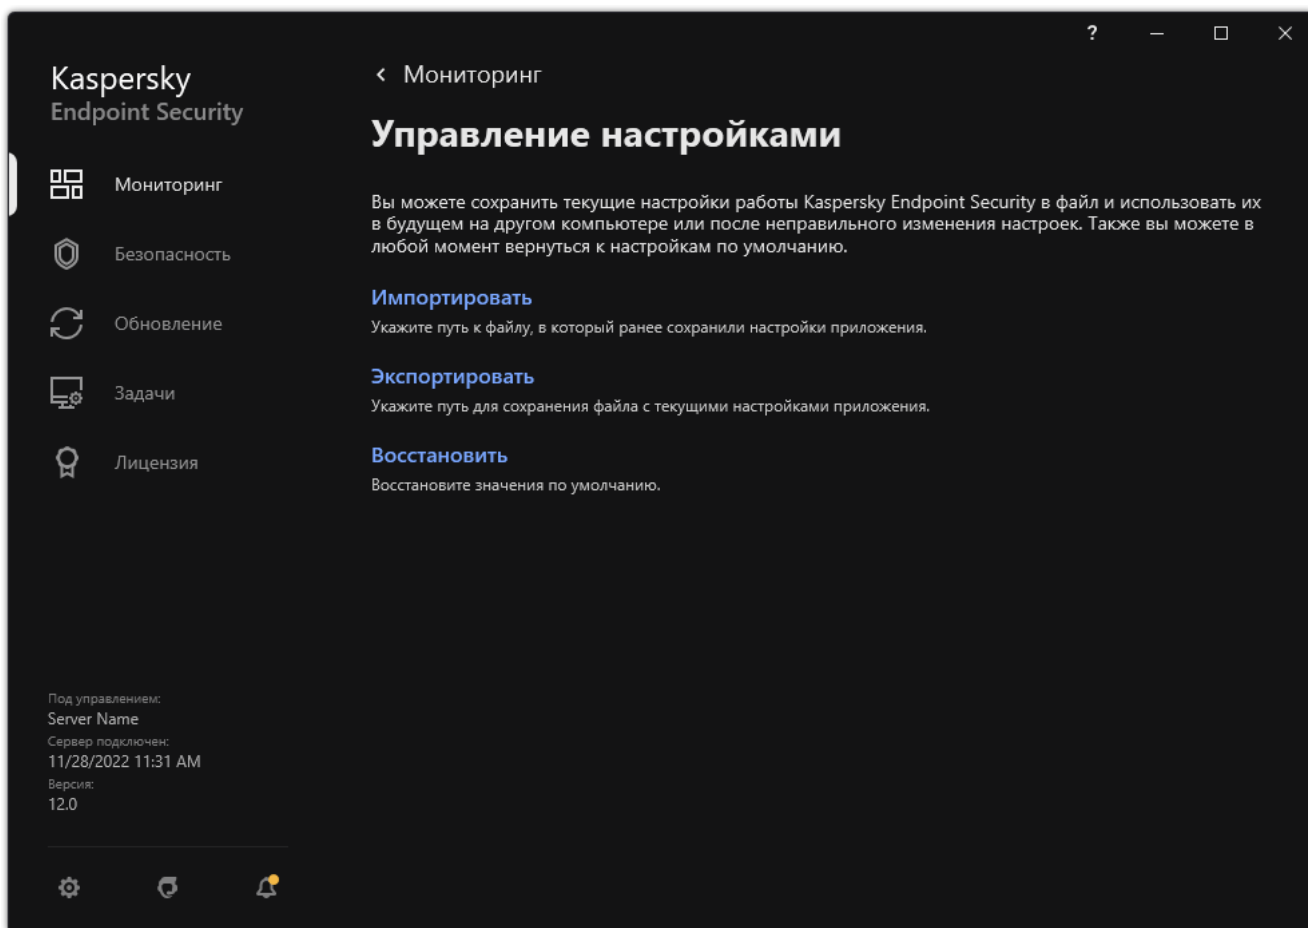 ?
Kaspersky
Endpoint Security
Мониторинг
Безопасность
Обновление
Задачи
Лицензия
Под управлением:
Server Name
Сервер подключен:
11/28/2022 11:31 AM
Версия:
12.0
< Мониторинг
Управление настройками
Вы можете сохранить текущие настройки работы Kaspersky Endpoint Security в файл и использовать их
в будущем на другом компьютере или после неправильного изменения настроек. Также вы можете в
любой момент вернуться к настройкам по умолчанию.
Импортировать
Укажите путь к файлу, в который ранее сохранили настройки приложения.
Экспортировать
Укажите путь для сохранения файла с текущими настройками приложения.
Восстановить
Восстановите значения по умолчанию.